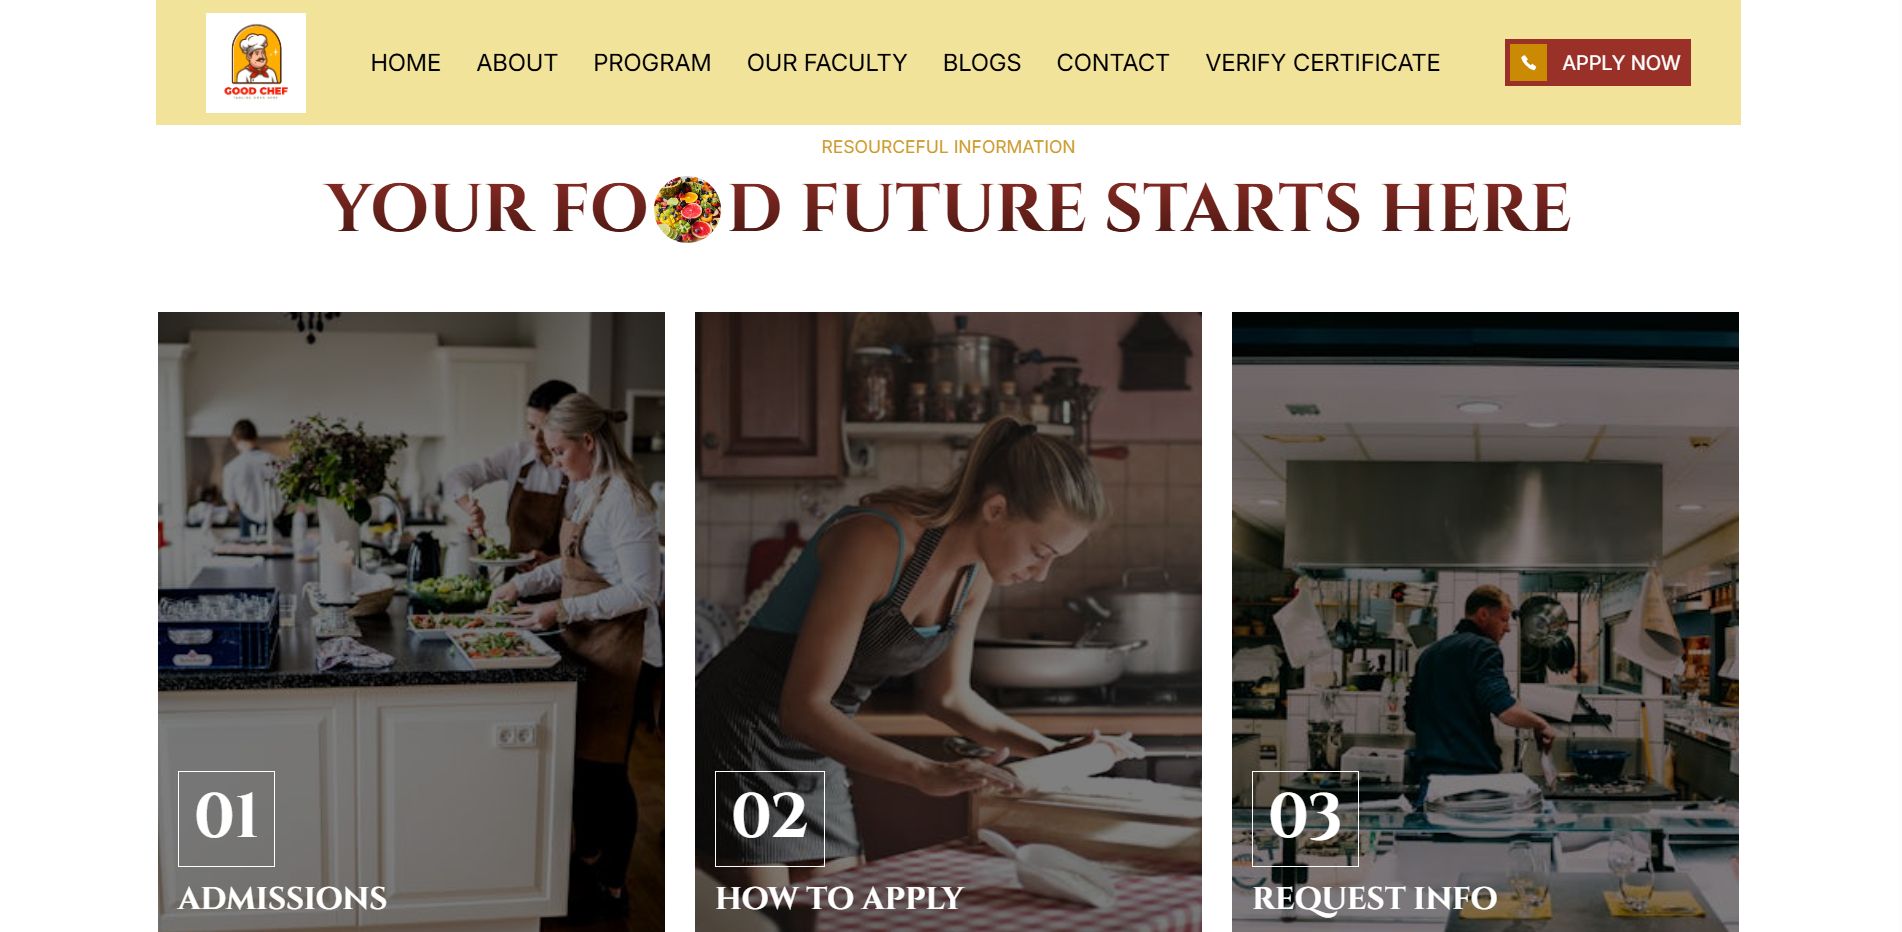 GOOD CHEF
HOME ABOUT PROGRAM OUR FACULTY BLOGS CONTACT VERIFY CERTIFICATE APPLY NOW
RESOURCEFUL INFORMATION
YOUR FOOD FUTURE STARTS HERE
01
ADMISSIONS
02
HOW TO APPLY
03
REQUEST INFO